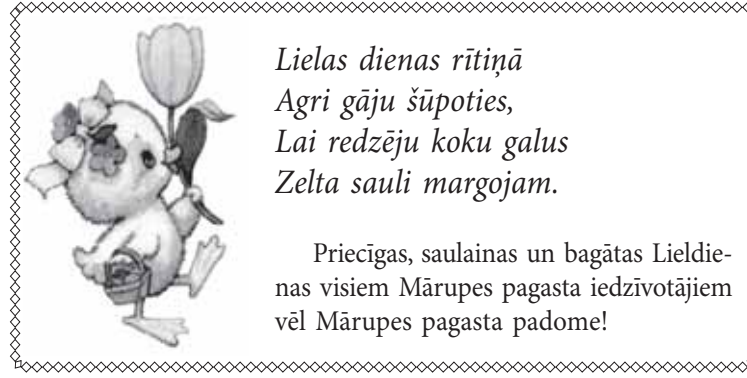 Lielas dienas rītiņā
Agri gāju šūpoties,
Lai redzēju koku galus
Zelta sauli margojam.
Priecīgas, saulainas un bagātas Lieldie-
nas visiem Mārupes pagasta iedzīvotājiem
vēl Mārupes pagasta padome!